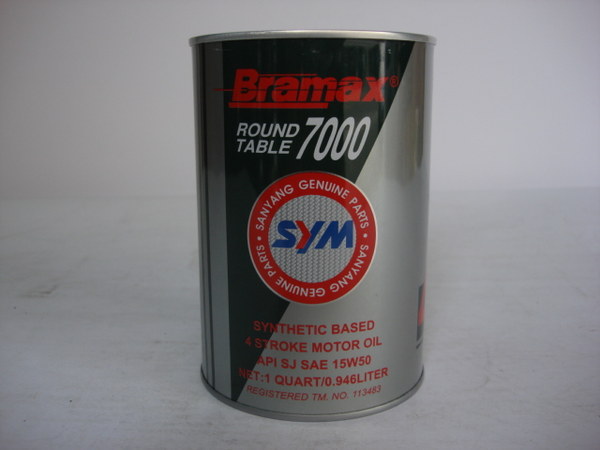 Bramax®
ROUND
TABLE 7000
SANYANG GENUINE PARTS • SANYANG GENUINE PARTS •
SYM
SYNTHETIC BASED
4 STROKE MOTOR OIL
API SJ SAE 15W50
NET:1 QUART/0.946LITER
REGISTERED TM. NO. 113483